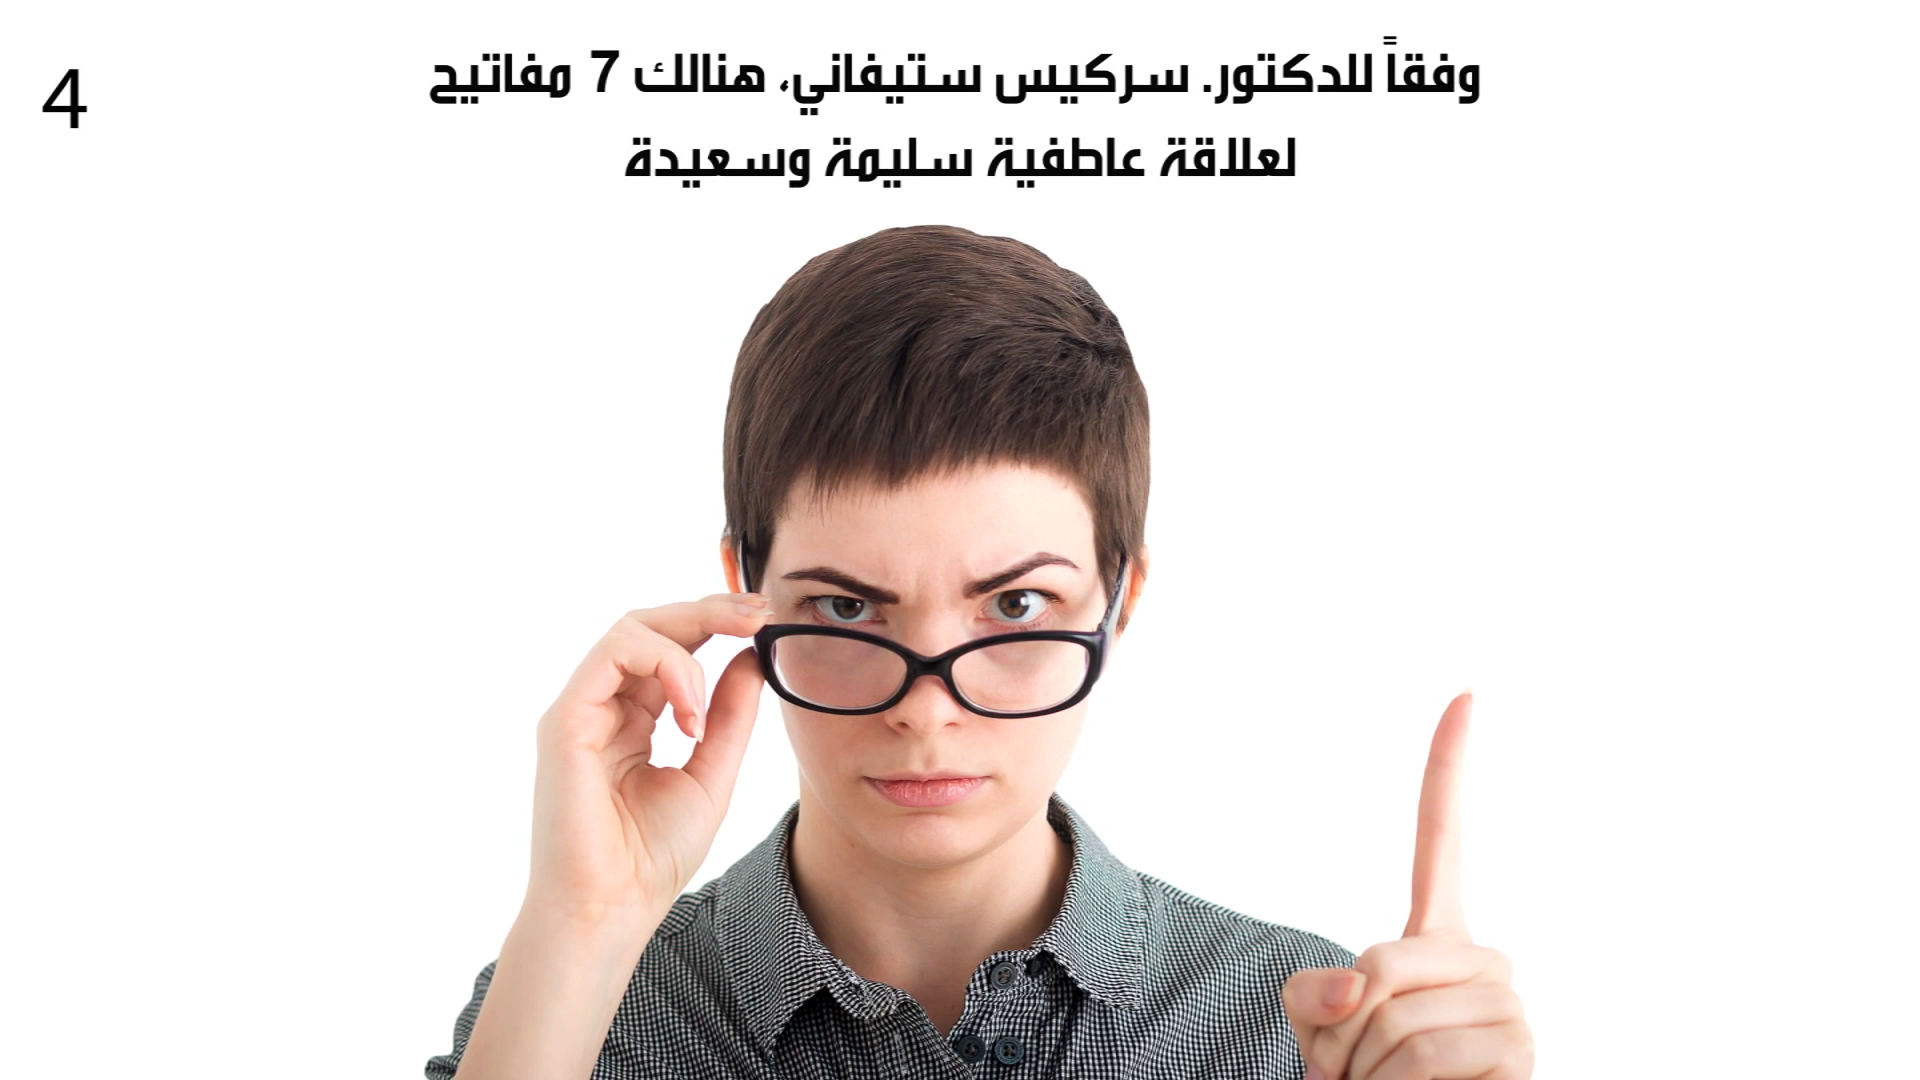 4
وفقاً للدكتور. سركيس ستيفاني، هنالك 7 مفاتيح
لعلاقة عاطفية سليمة وسعيدة